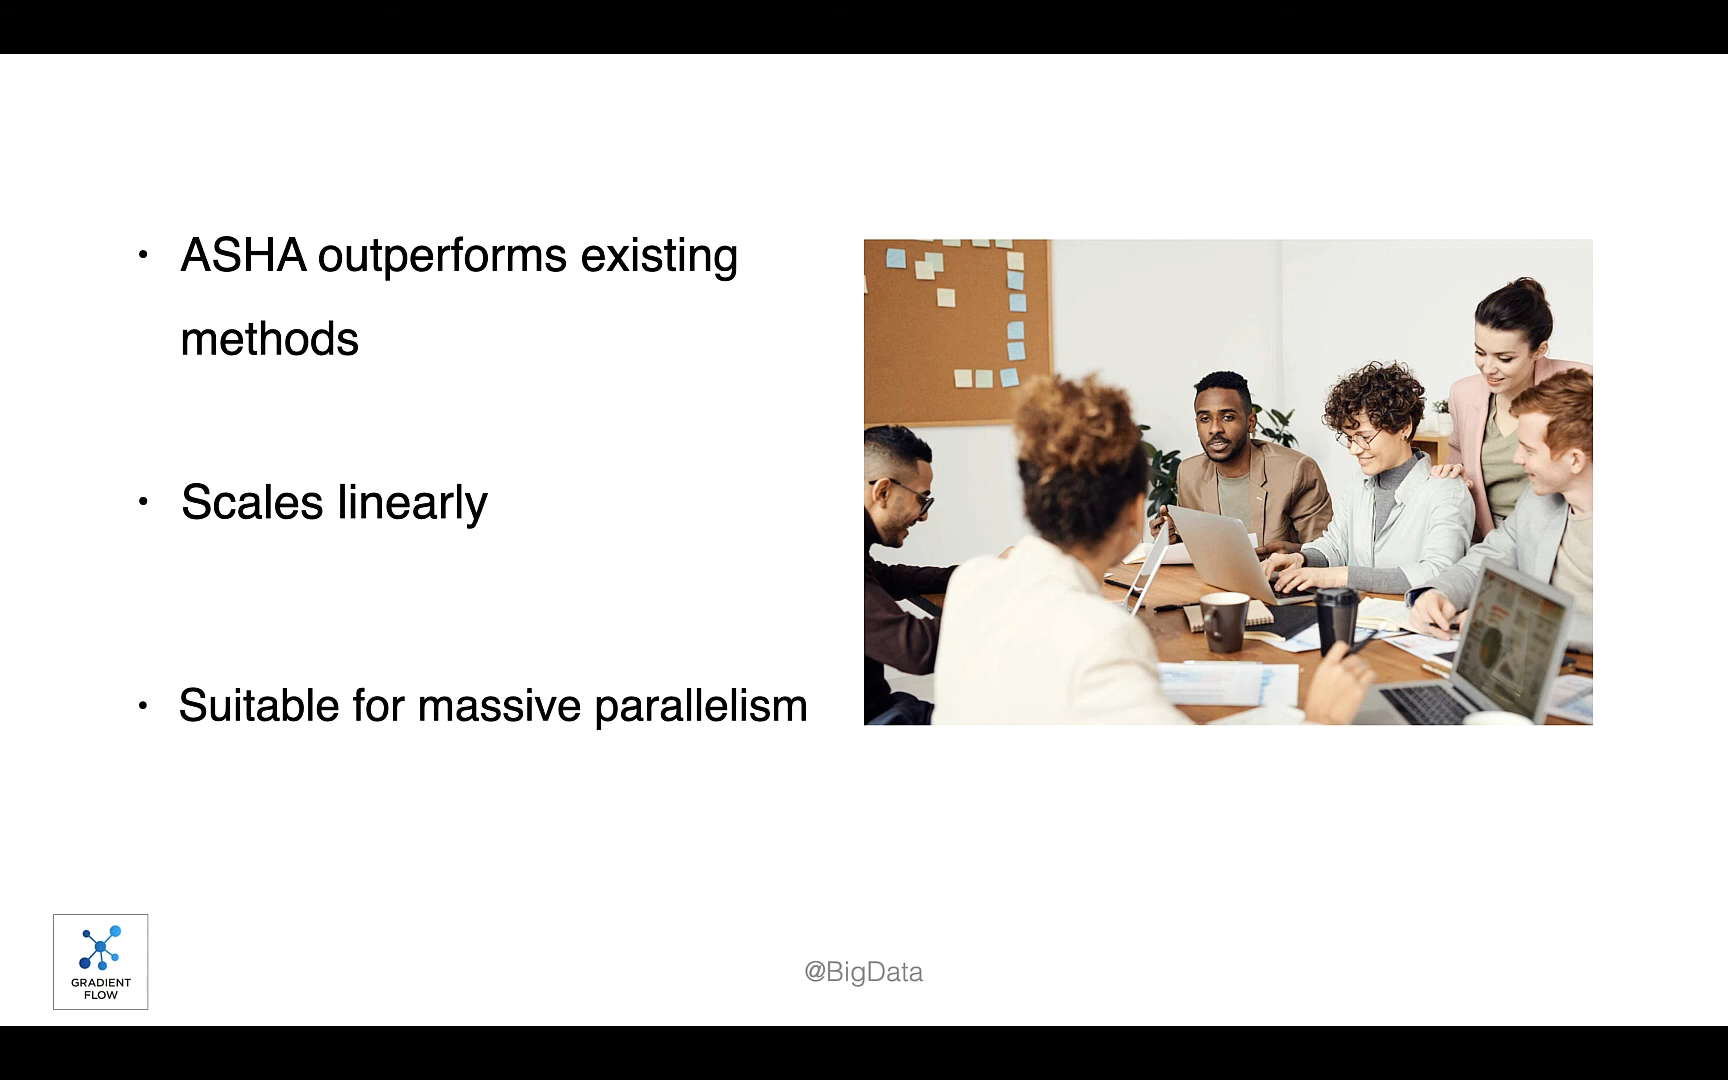 • ASHA outperforms existing
methods
• Scales linearly
• Suitable for massive parallelism
GRADIENT
FLOW
@BigData